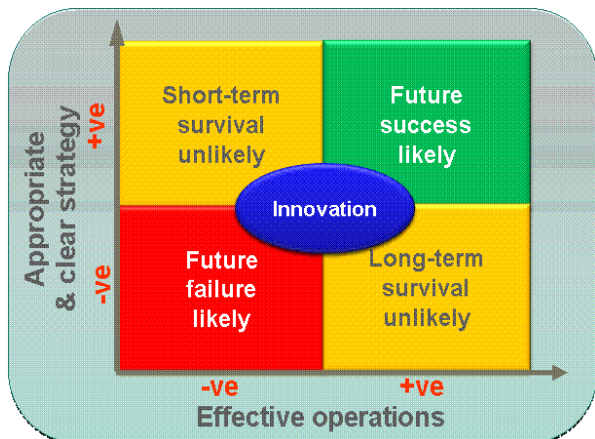 Appropriate
& clear strategy
+ve
-ve
Short-term
survival
unlikely
Future
success
likely
Innovation
Future
failure
likely
Long-term
survival
unlikely
-ve
+ve
Effective operations